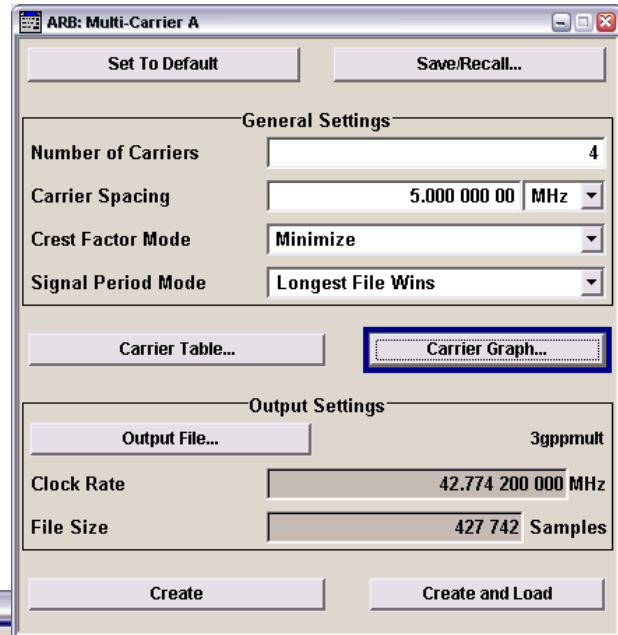 ARB: Multi-Carrier A
Set To Default Save/Recall...
General Settings
Number of Carriers 4
Carrier Spacing 5.000 000 00 MHz
Crest Factor Mode Minimize
Signal Period Mode Longest File Wins
Carrier Table... Carrier Graph...
Output Settings
Output File... 3gppmult
Clock Rate 42.774 200 000 MHz
File Size 427 742 Samples
Create Create and Load